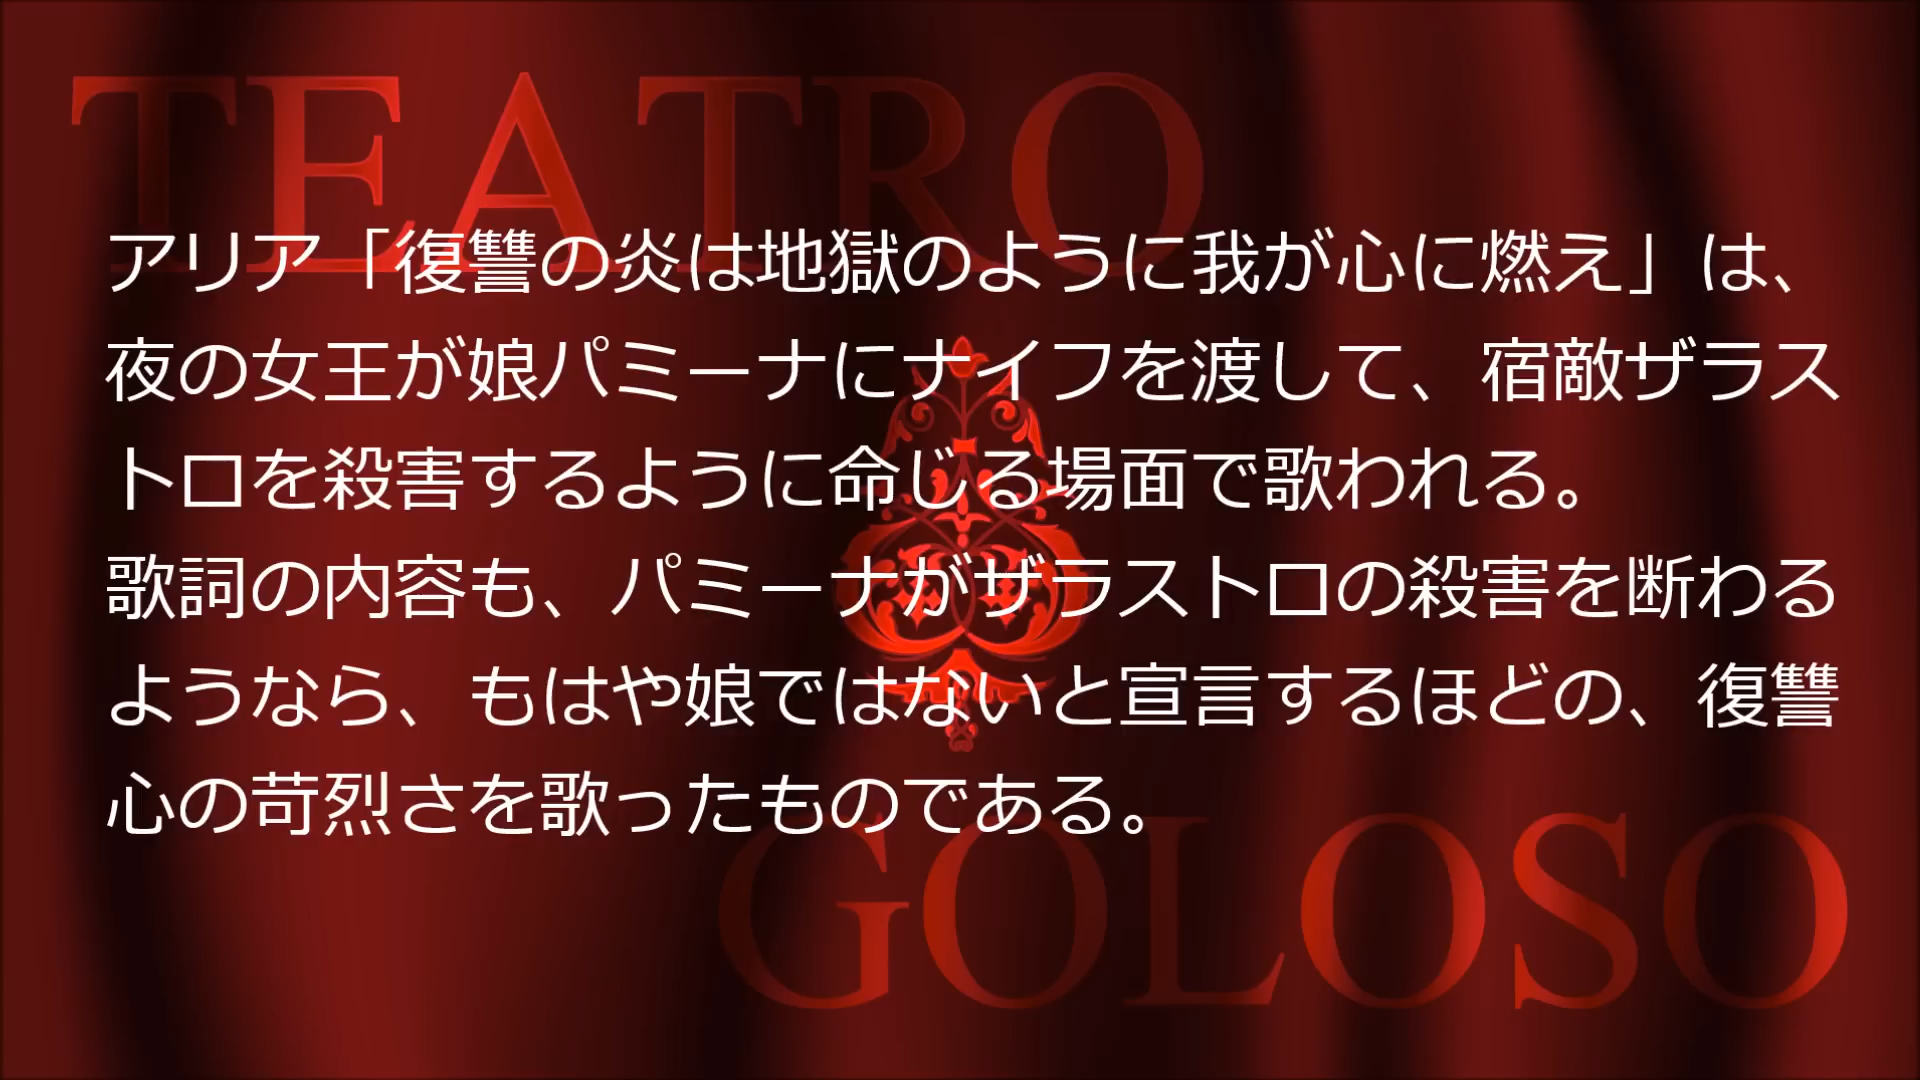 TEATRO
アリア「復讐の炎は地獄のように我が心に燃え」は、
夜の女王が娘パミーナにナイフを渡して、宿敵ザラス
トロを殺害するように命じる場面で歌われる。
歌詞の内容も、パミーナがザラストロの殺害を断わる
ようなら、もはや娘ではないと宣言するほどの、復讐
心の苛烈さを歌ったものである。
GOLOSO